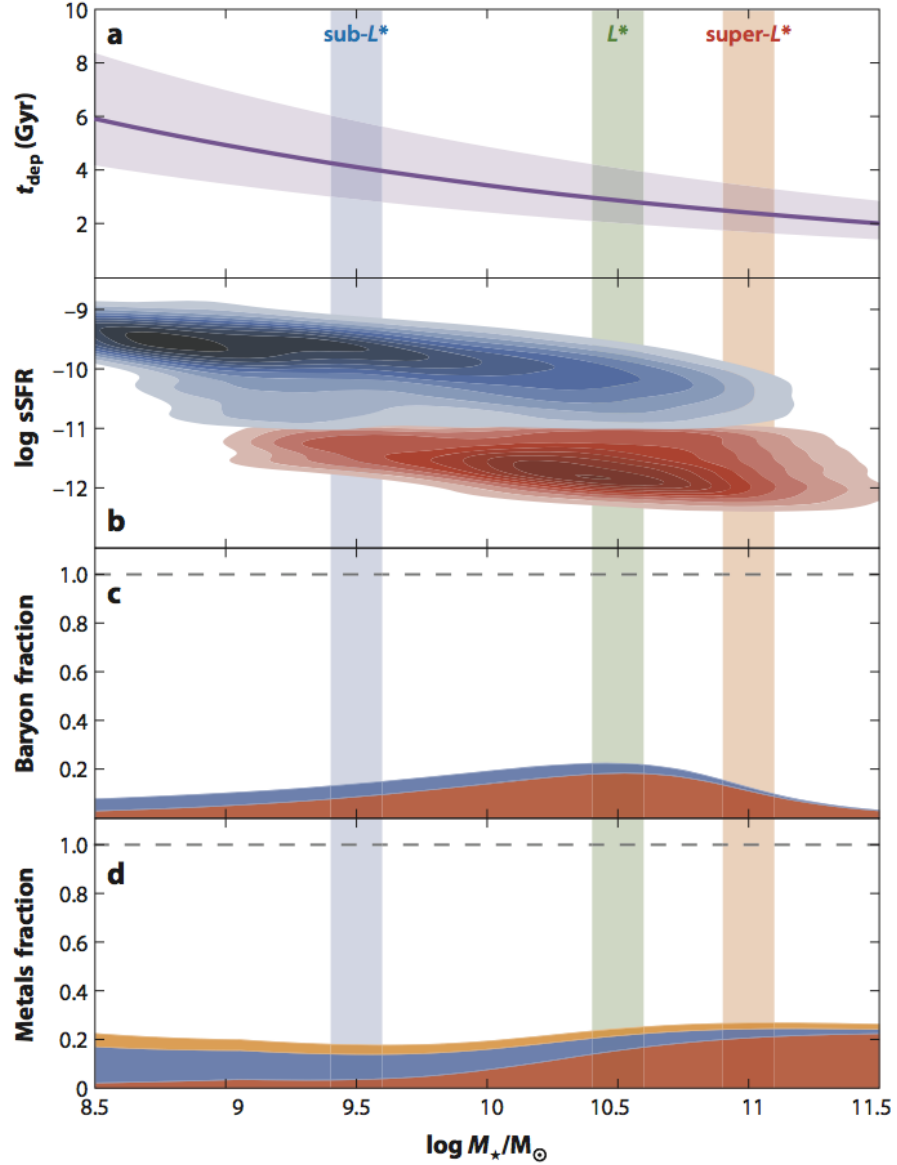 10
a
sub-L*
L*
super-L*
8
6
4
2
t_dep (Gyr)
−9
−10
−11
−12
log sSFR
b
1.0
c
0.8
0.6
0.4
0.2
Baryon fraction
1.0
d
0.8
0.6
0.4
0.2
0
Metals fraction
8.5 9 9.5 10 10.5 11 11.5
log M⋆/M⊙